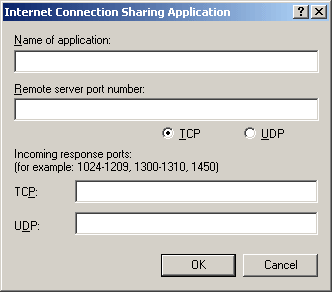 Internet Connection Sharing Application
Name of application:
Remote server port number:
TCP UDP
Incoming response ports:
(for example: 1024-1209, 1300-1310, 1450)
TCP:
UDP:
OK Cancel